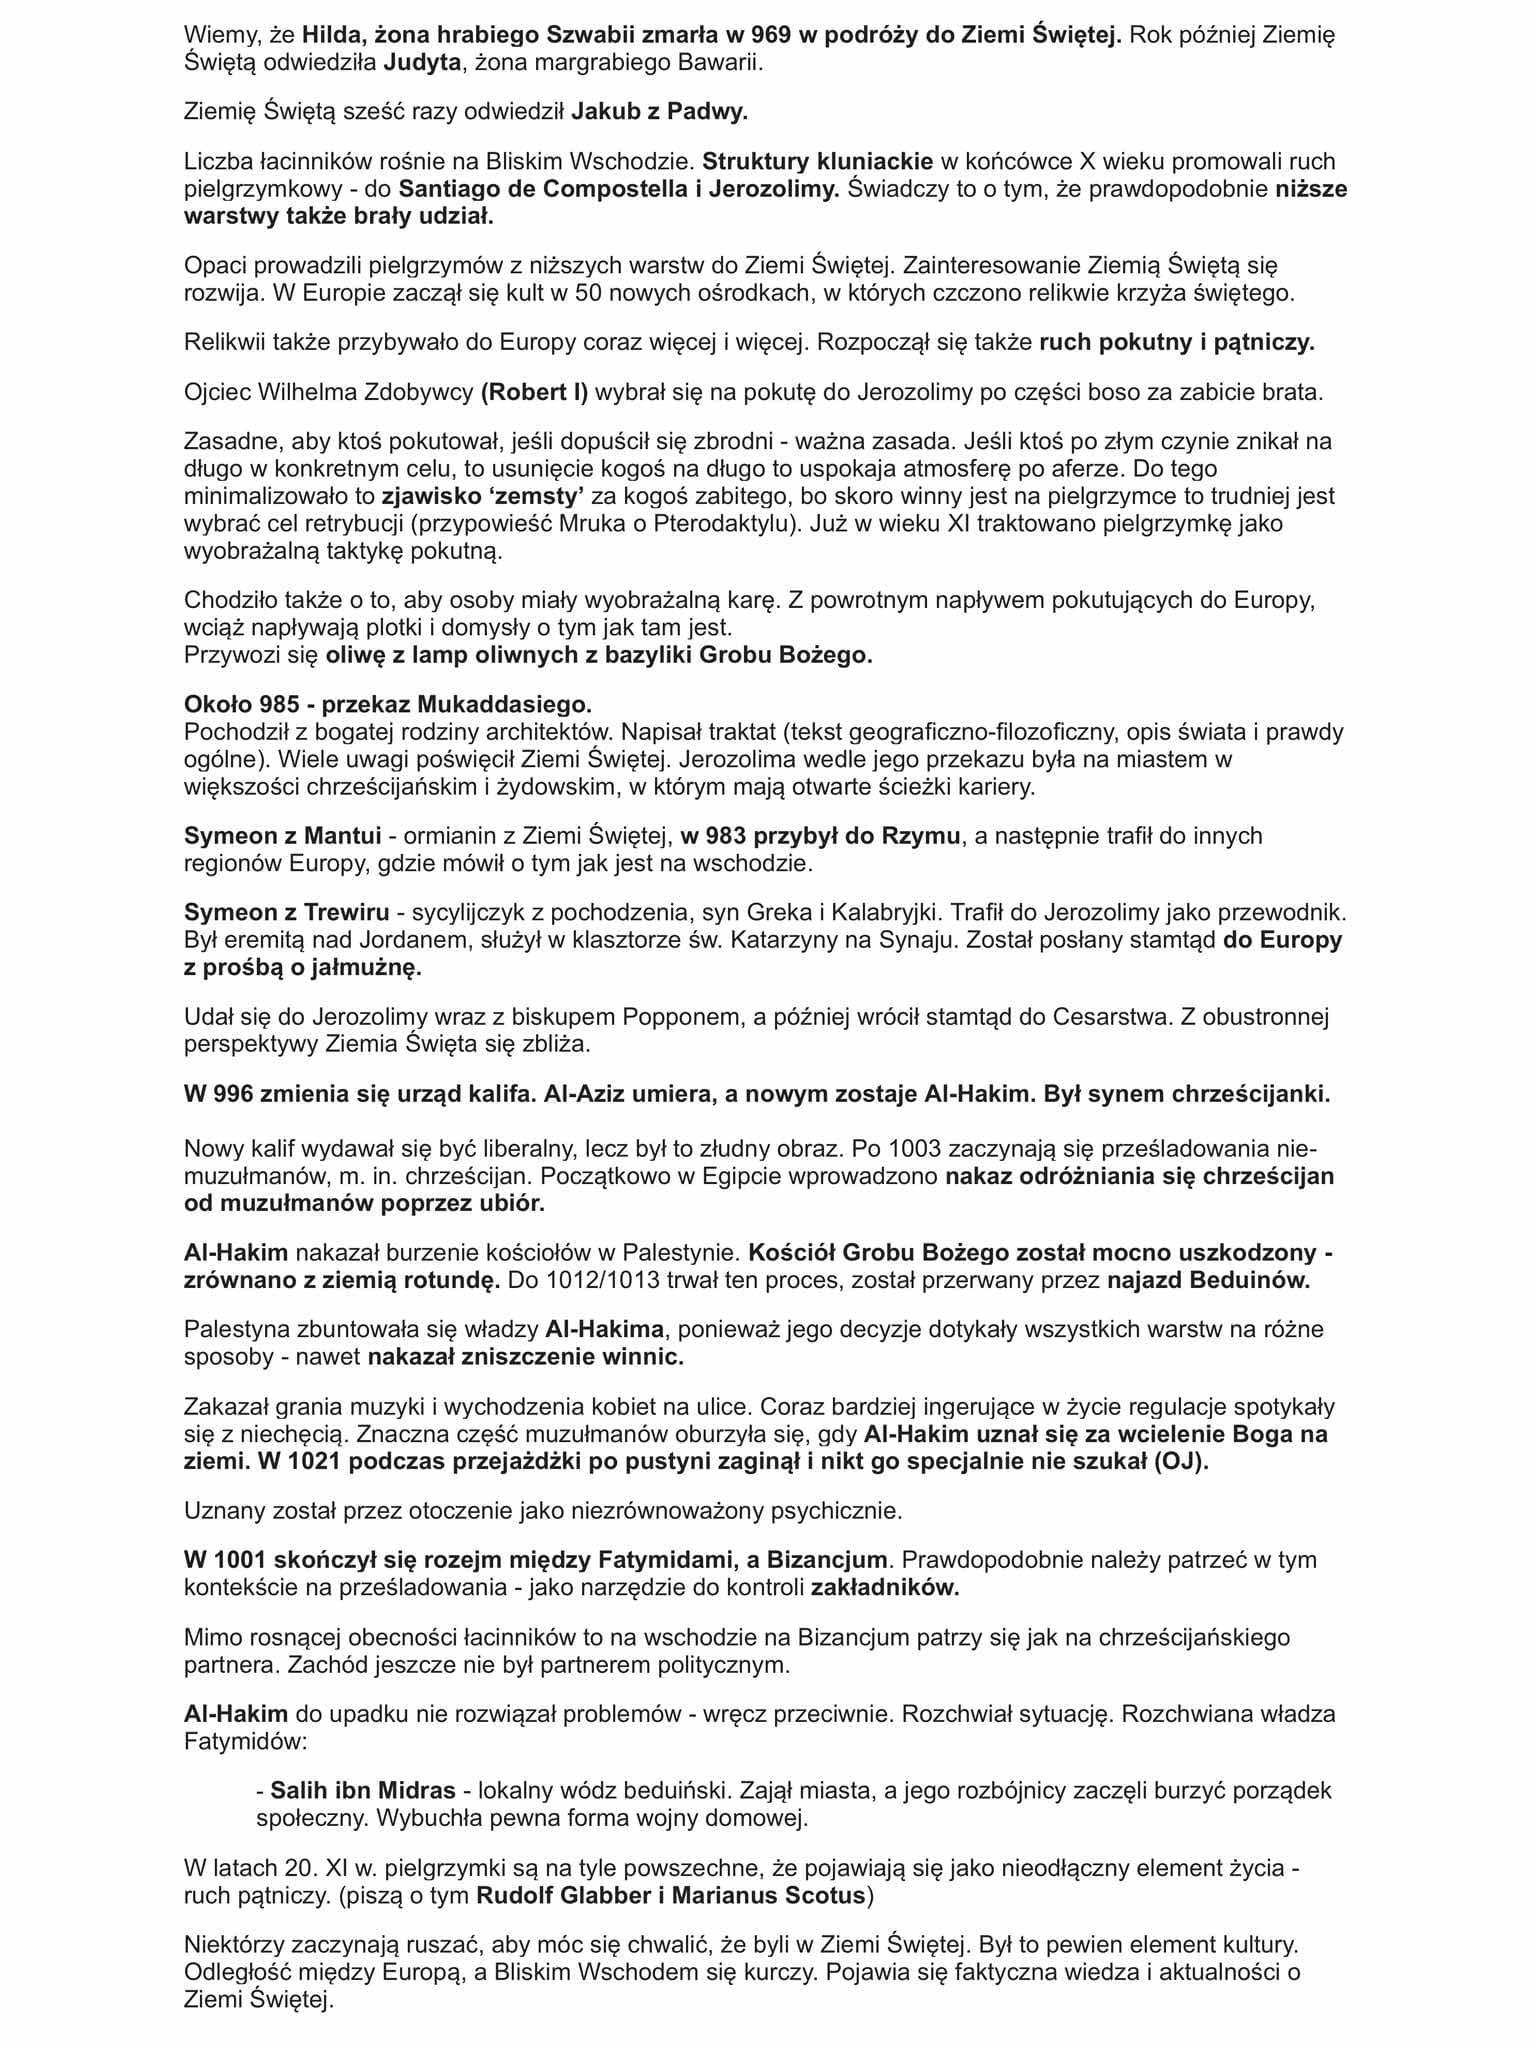 Wiemy, że Hilda, żona hrabiego Szwabii zmarła w 969 w podróży do Ziemi Świętej. Rok później Ziemię
Świętą odwiedziła Judyta, żona margrabiego Bawarii.
Ziemię Świętą sześć razy odwiedził Jakub z Padwy.
Liczba łacinników rośnie na Bliskim Wschodzie. Struktury kluniackie w końcówce X wieku promowali ruch
pielgrzymkowy - do Santiago de Compostella i Jerozolimy. Świadczy to o tym, że prawdopodobnie niższe
warstwy także brały udział.
Opaci prowadzili pielgrzymów z niższych warstw do Ziemi Świętej. Zainteresowanie Ziemią Świętą się
rozwija. W Europie zaczął się kult w 50 nowych ośrodkach, w których czczono relikwie krzyża świętego.
Relikwii także przybywało do Europy coraz więcej i więcej. Rozpoczął się także ruch pokutny i pątniczy.
Ojciec Wilhelma Zdobywcy (Robert I) wybrał się na pokutę do Jerozolimy po części boso za zabicie brata.
Zasadne, aby ktoś pokutował, jeśli dopuścił się zbrodni - ważna zasada. Jeśli ktoś po złym czynie znikał na
długo w konkretnym celu, to usunięcie kogoś na długo to uspokaja atmosferę po aferze. Do tego
minimalizowało to zjawisko ‘zemsty’ za kogoś zabitego, bo skoro winny jest na pielgrzymce to trudniej jest
wybrać cel retrybucji (przypowieść Mruka o Pterodaktylu). Już w wieku XI traktowano pielgrzymkę jako
wyobrażalną taktykę pokutną.
Chodziło także o to, aby osoby miały wyobrażalną karę. Z powrotnym napływem pokutujących do Europy,
wciąż napływają plotki i domysły o tym jak tam jest.
Przywozi się oliwę z lamp oliwnych z bazyliki Grobu Bożego.
Około 985 - przekaz Mukaddasiego.
Pochodził z bogatej rodziny architektów. Napisał traktat (tekst geograficzno-filozoficzny, opis świata i prawdy
ogólne). Wiele uwagi poświęcił Ziemi Świętej. Jerozolima wedle jego przekazu była na miastem w
większości chrześcijańskim i żydowskim, w którym mają otwarte ścieżki kariery.
Symeon z Mantui - ormianin z Ziemi Świętej, w 983 przybył do Rzymu, a następnie trafił do innych
regionów Europy, gdzie mówił o tym jak jest na wschodzie.
Symeon z Trewiru - sycylijczyk z pochodzenia, syn Greka i Kalabryjki. Trafił do Jerozolimy jako przewodnik.
Był eremitą nad Jordanem, służył w klasztorze św. Katarzyny na Synaju. Został posłany stamtąd do Europy
z prośbą o jałmużnę.
Udał się do Jerozolimy wraz z biskupem Popponem, a później wrócił stamtąd do Cesarstwa. Z obustronnej
perspektywy Ziemia Święta się zbliża.
W 996 zmienia się urząd kalifa. Al-Aziz umiera, a nowym zostaje Al-Hakim. Był synem chrześcijanki.
Nowy kalif wydawał się być liberalny, lecz był to złudny obraz. Po 1003 zaczynają się prześladowania nie-
muzułmanów, m. in. chrześcijan. Początkowo w Egipcie wprowadzono nakaz odróżniania się chrześcijan
od muzułmanów poprzez ubiór.
Al-Hakim nakazał burzenie kościołów w Palestynie. Kościół Grobu Bożego został mocno uszkodzony -
zrównano z ziemią rotundę. Do 1012/1013 trwał ten proces, został przerwany przez najazd Beduinów.
Palestyna zbuntowała się władzy Al-Hakima, ponieważ jego decyzje dotykały wszystkich warstw na różne
sposoby - nawet nakazał zniszczenie winnic.
Zakazał grania muzyki i wychodzenia kobiet na ulice. Coraz bardziej ingerujące w życie regulacje spotykały
się z niechęcią. Znaczna część muzułmanów oburzyła się, gdy Al-Hakim uznał się za wcielenie Boga na
ziemi. W 1021 podczas przejażdżki po pustyni zaginął i nikt go specjalnie nie szukał (OJ).
Uznany został przez otoczenie jako niezrównoważony psychicznie.
W 1001 skończył się rozejm między Fatymidami, a Bizancjum. Prawdopodobnie należy patrzeć w tym
kontekście na prześladowania - jako narzędzie do kontroli zakładników.
Mimo rosnącej obecności łacinników to na wschodzie na Bizancjum patrzy się jak na chrześcijańskiego
partnera. Zachód jeszcze nie był partnerem politycznym.
Al-Hakim do upadku nie rozwiązał problemów - wręcz przeciwnie. Rozchwiał sytuację. Rozchwiana władza
Fatymidów:
- Salih ibn Midras - lokalny wódz beduiński. Zajął miasta, a jego rozbójnicy zaczęli burzyć porządek
społeczny. Wybuchła pewna forma wojny domowej.
W latach 20. XI w. pielgrzymki są na tyle powszechne, że pojawiają się jako nieodłączny element życia -
ruch pątniczy. (piszą o tym Rudolf Glabber i Marianus Scotus)
Niektórzy zaczynają ruszać, aby móc się chwalić, że byli w Ziemi Świętej. Był to pewien element kultury.
Odległość między Europą, a Bliskim Wschodem się kurczy. Pojawia się faktyczna wiedza i aktualności o
Ziemi Świętej.